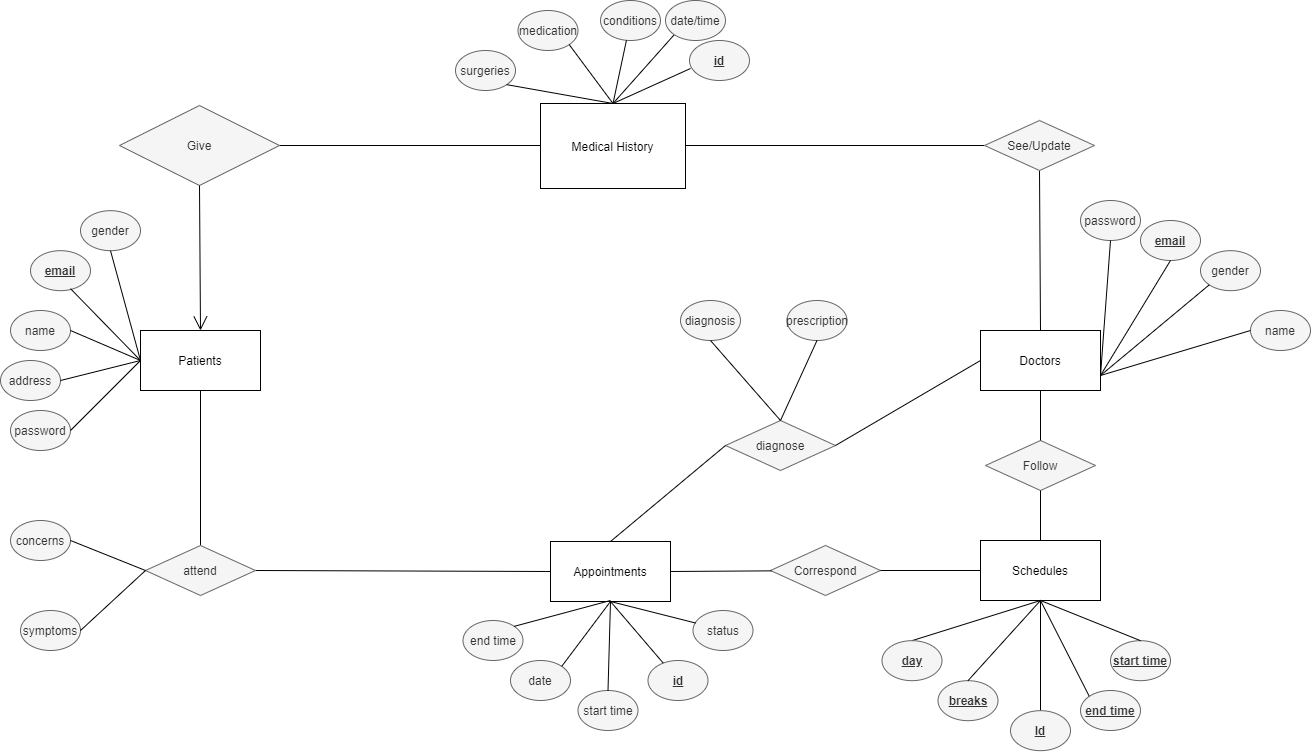 conditions
date/time
medication
id
surgeries
Give
Medical History
See/Update
password
gender
email
email
gender
name
name
diagnosis
prescription
Patients
Doctors
address
password
diagnose
Follow
concerns
attend
Appointments
Correspond
Schedules
symptoms
end time
status
day
start time
date
id
breaks
start time
end time
Id